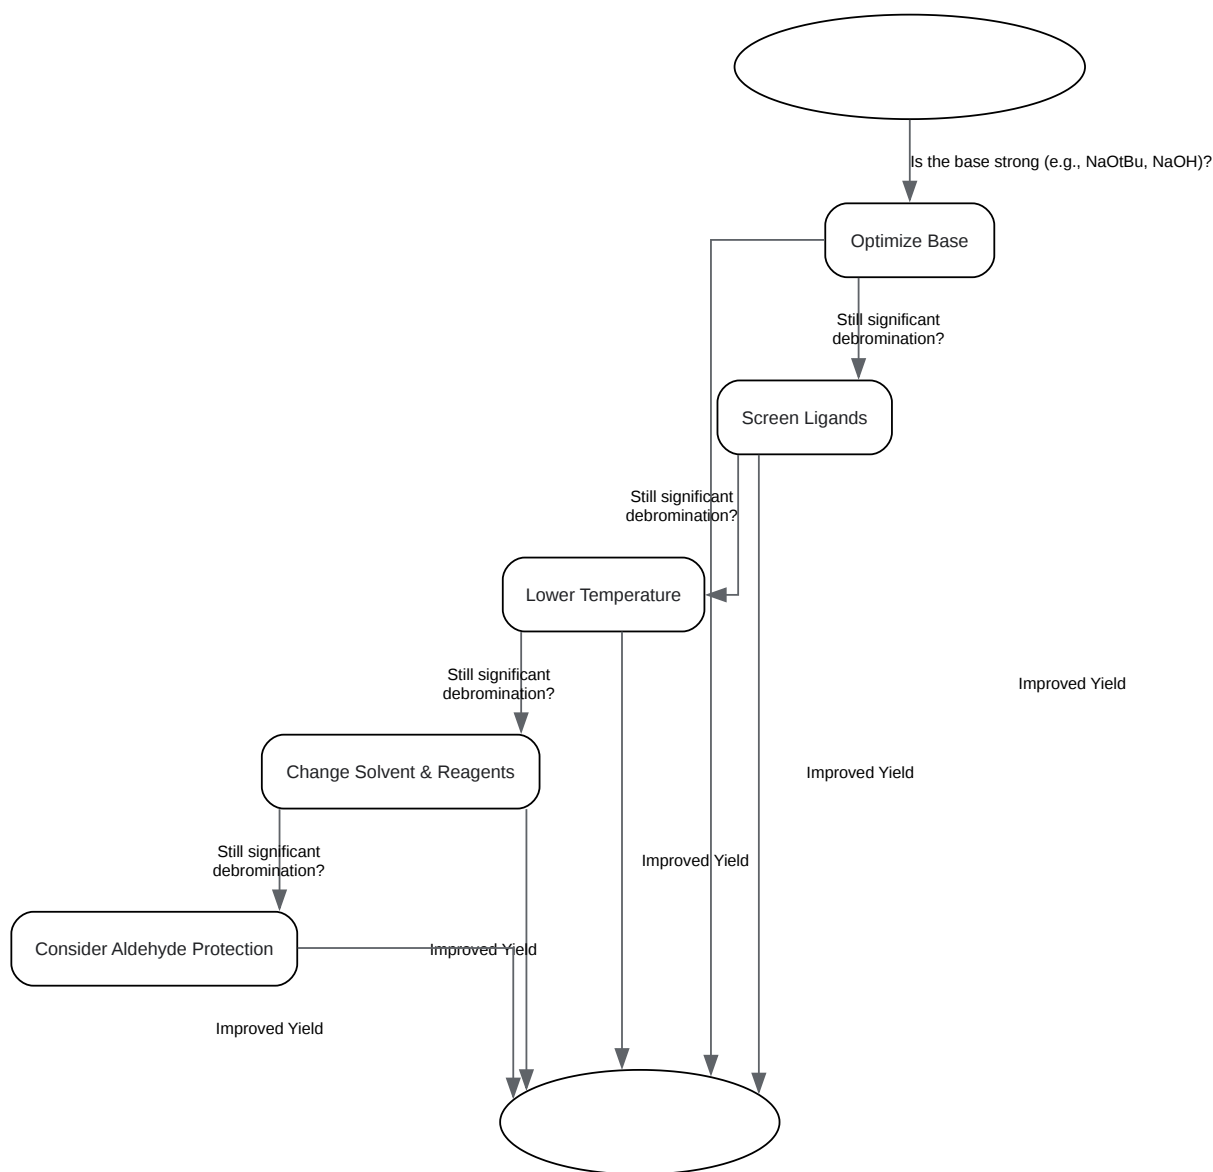 Is the base strong (e.g., NaOtBu, NaOH)?
Optimize Base
Still significant
debromination?
Screen Ligands
Still significant
debromination?
Lower Temperature
Still significant
debromination?
Improved Yield
Change Solvent & Reagents
Improved Yield
Still significant
debromination?
Improved Yield
Consider Aldehyde Protection
Improved Yield
Improved Yield